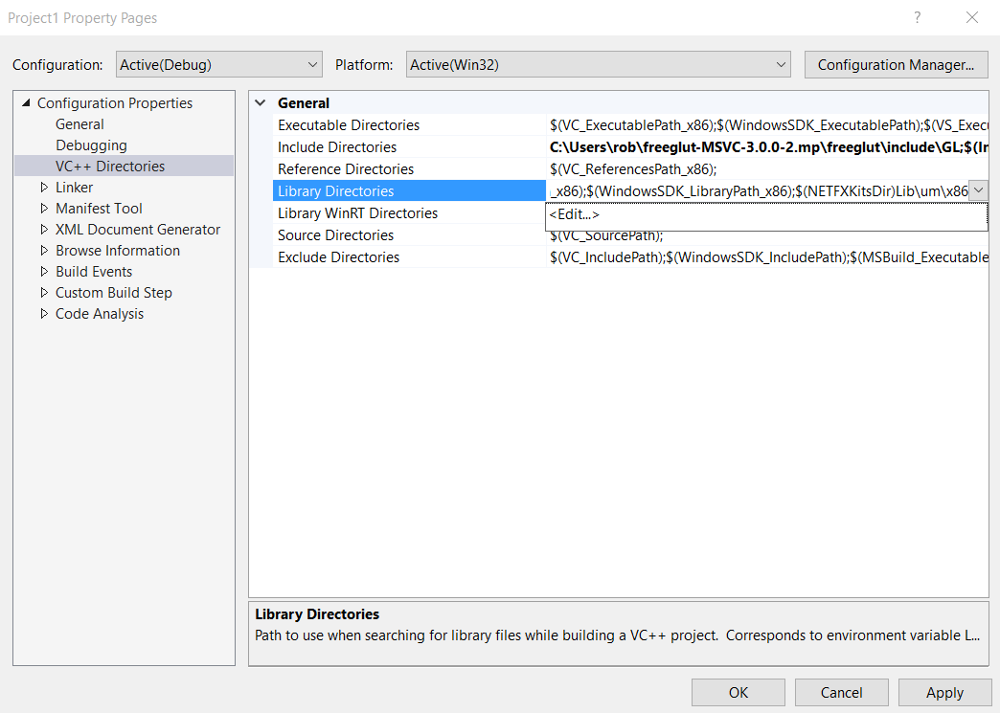 Project1 Property Pages
Configuration: Active(Debug) Platform: Active(Win32) Configuration Manager...
Configuration Properties
General
Debugging
VC++ Directories
Linker
Manifest Tool
XML Document Generator
Browse Information
Build Events
Custom Build Step
Code Analysis
General
Executable Directories $(VC_ExecutablePath_x86);$(WindowsSDK_ExecutablePath);$(VS_Exec
Include Directories C:\Users\rob\freeglut-MSVC-3.0.0-2.mp\freeglut\include\GL;$(In
Reference Directories $(VC_ReferencesPath_x86);
Library Directories _x86);$(WindowsSDK_LibraryPath_x86);$(NETFXKitsDir)Lib\um\x86
Library WinRT Directories <Edit...>
Source Directories $(VC_SourcePath);
Exclude Directories $(VC_IncludePath);$(WindowsSDK_IncludePath);$(MSBuild_Executable
Library Directories
Path to use when searching for library files while building a VC++ project. Corresponds to environment variable L...
OK Cancel Apply